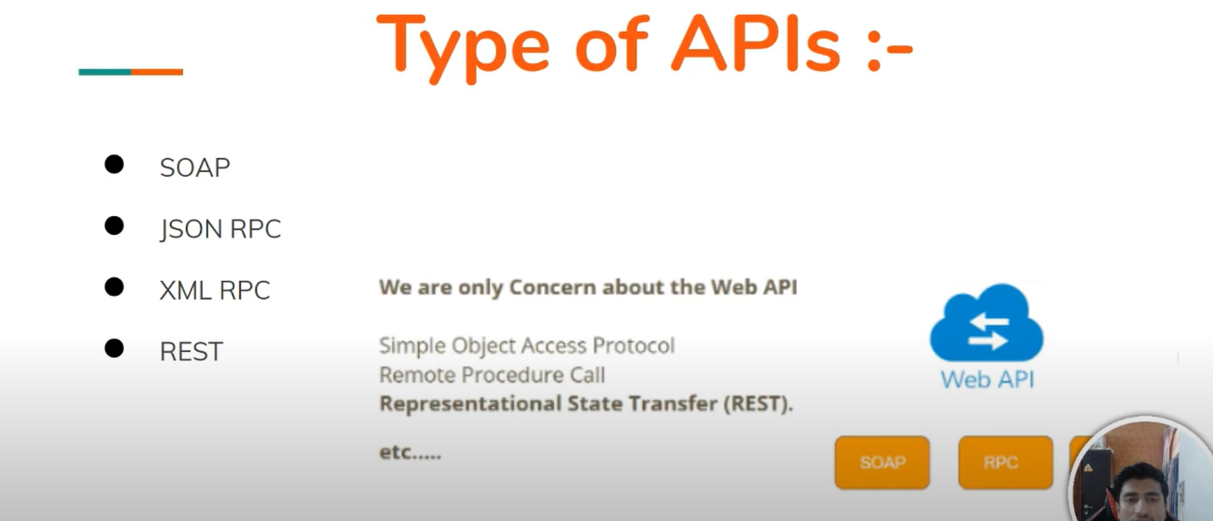 Type of APIs :-
● SOAP
● JSON RPC
● XML RPC
● REST
We are only Concern about the Web API
Simple Object Access Protocol
Remote Procedure Call
Representational State Transfer (REST).
etc.....
Web API
SOAP
RPC